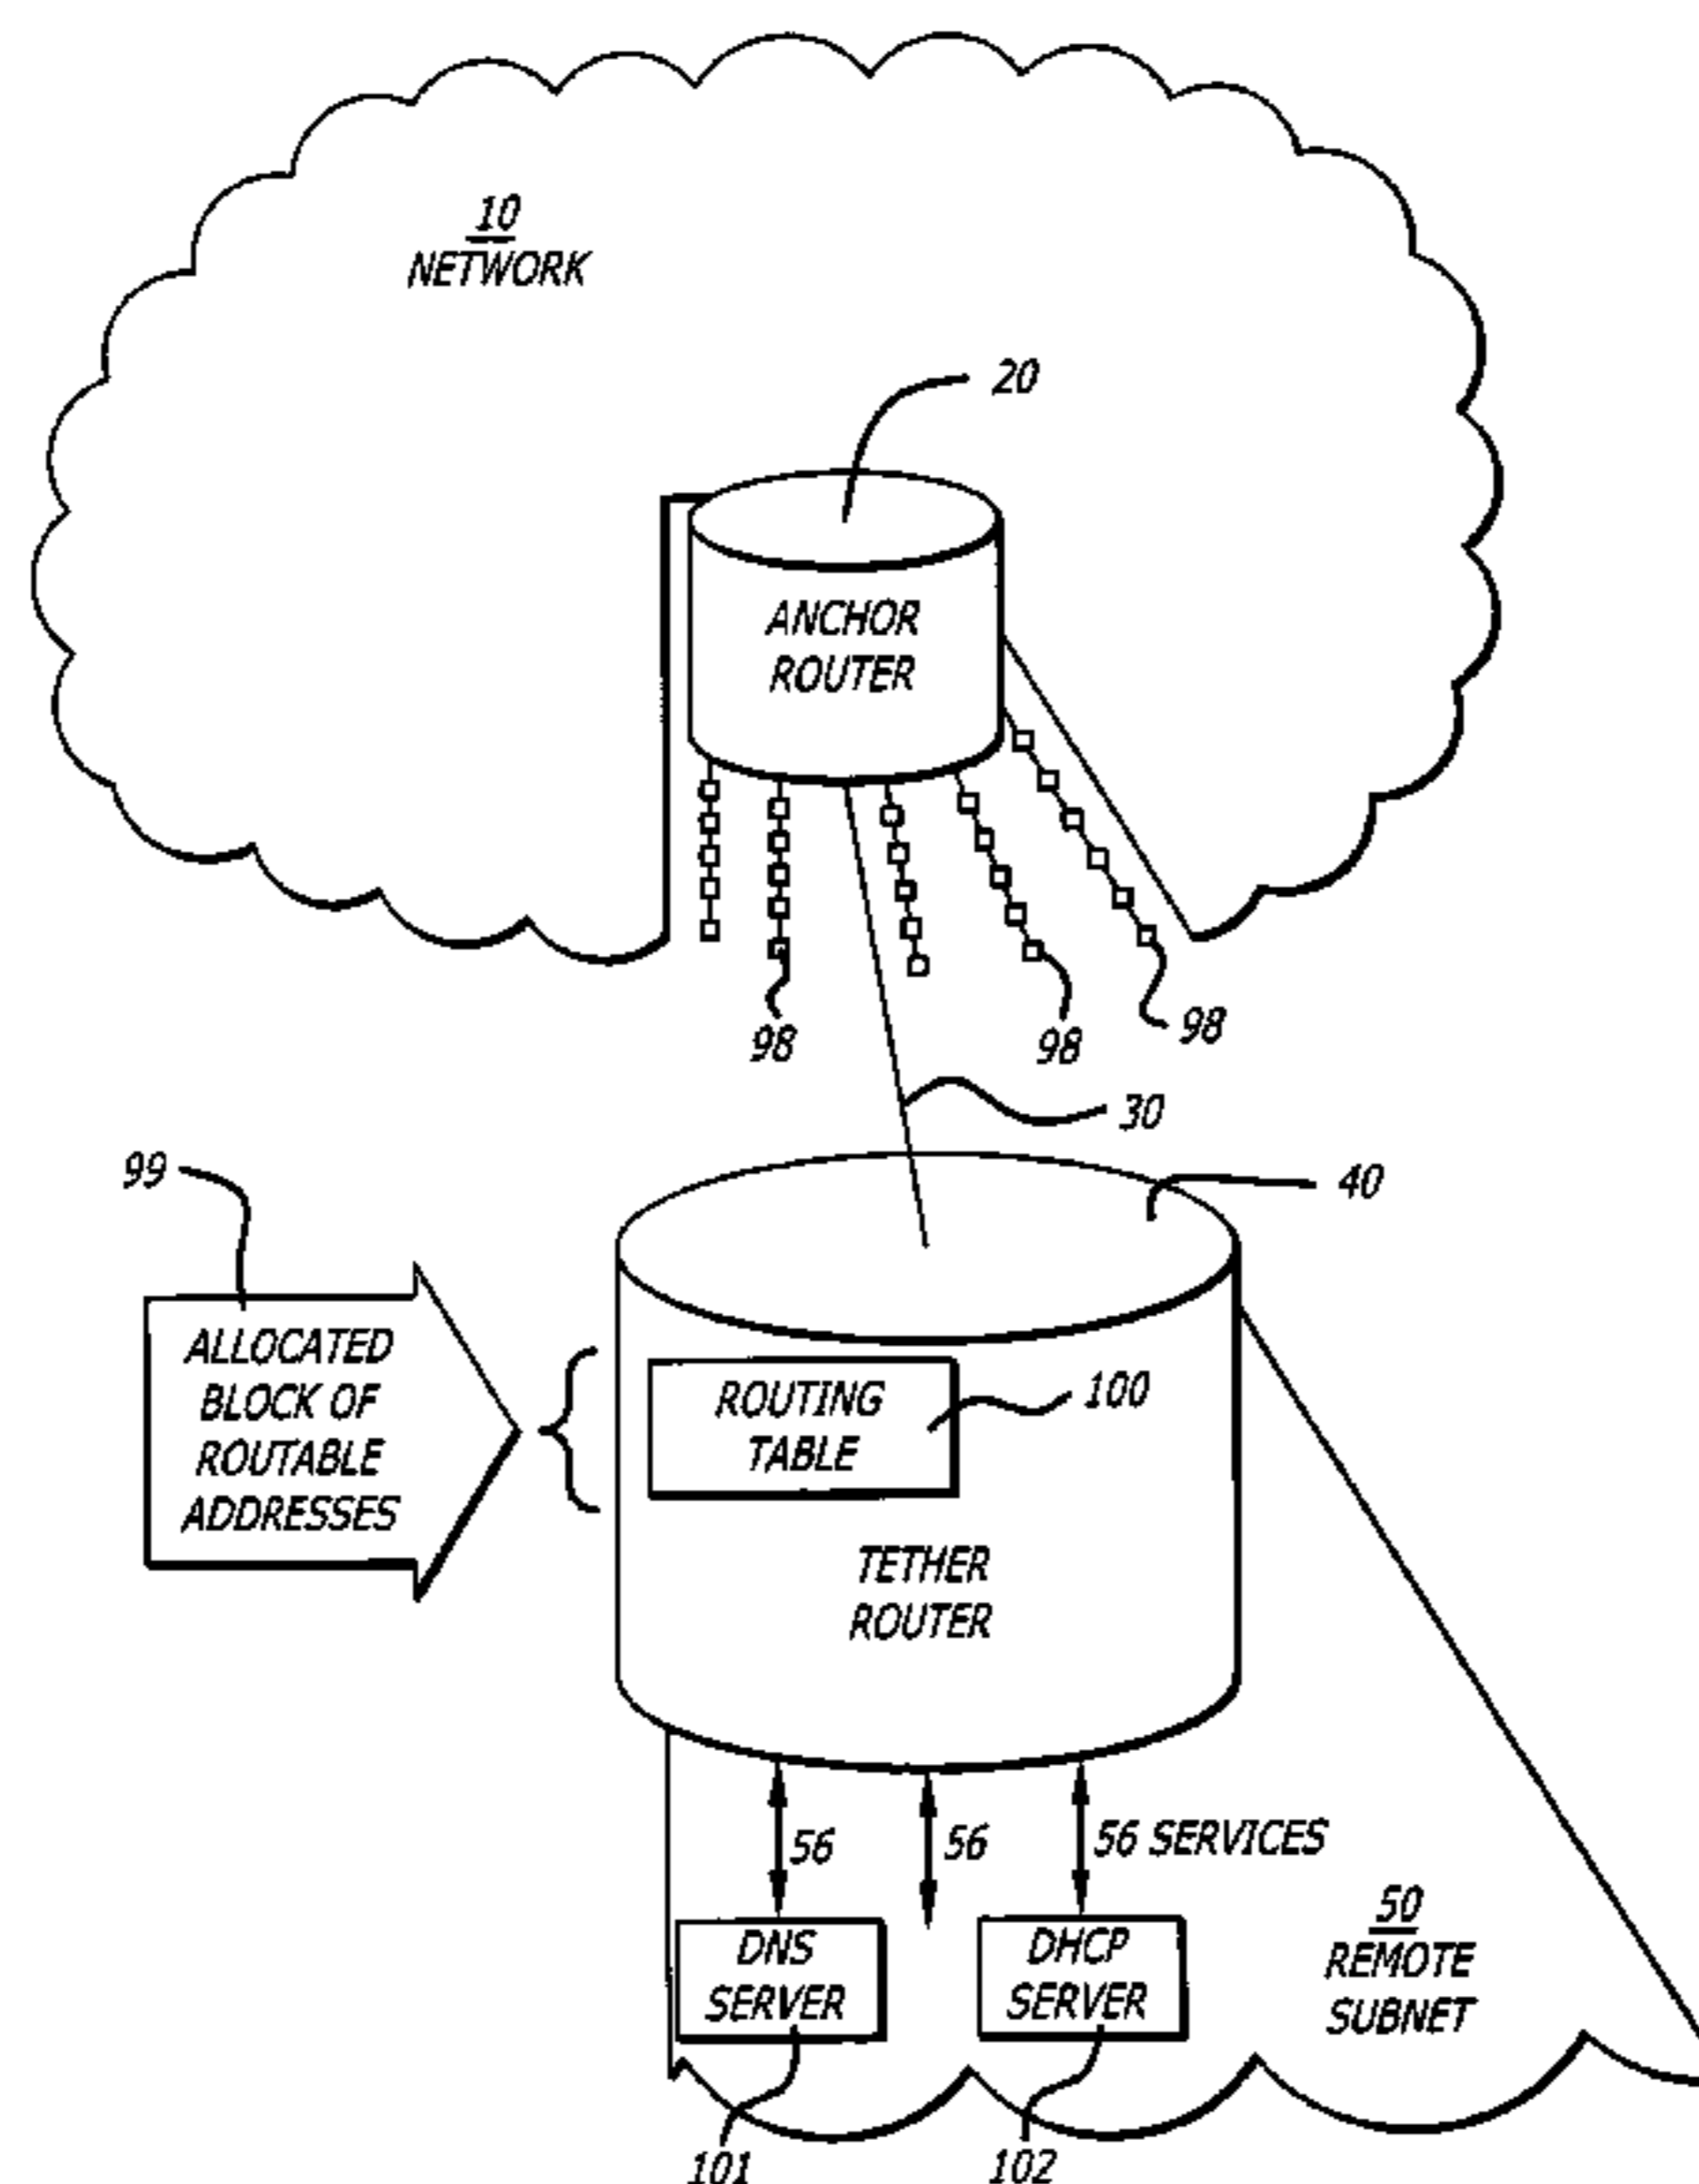 10
NETWORK
20
ANCHOR
ROUTER
98
98
98
30
99
40
ALLOCATED
BLOCK OF
ROUTABLE
ADDRESSES
ROUTING
TABLE
100
TETHER
ROUTER
56
56
56 SERVICES
50
REMOTE
SUBNET
DNS
SERVER
DHCP
SERVER
101
102